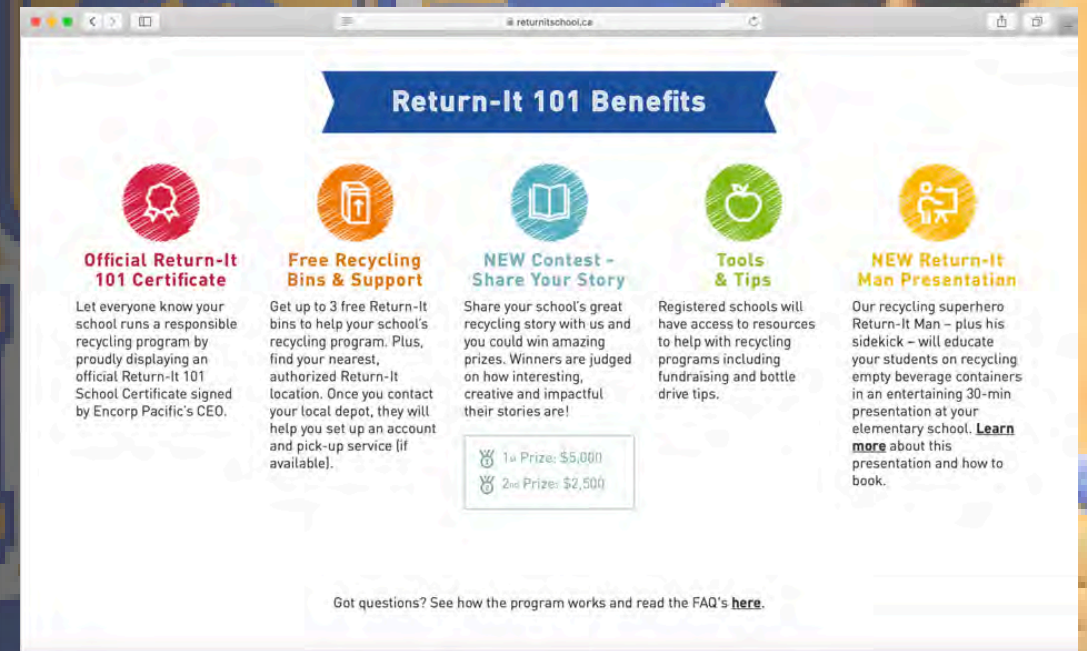 returnitschool.ca
Return-It 101 Benefits
Official Return-It
101 Certificate
Let everyone know your
school runs a responsible
recycling program by
proudly displaying an
official Return-It 101
School Certificate signed
by Encorp Pacific's CEO.
Free Recycling
Bins & Support
Get up to 3 free Return-It
bins to help your school's
recycling program. Plus,
find your nearest,
authorized Return-It
location. Once you contact
your local depot, they will
help you set up an account
and pick-up service (if
available).
NEW Contest -
Share Your Story
Share your school's great
recycling story with us and
you could win amazing
prizes. Winners are judged
on how interesting,
creative and impactful
their stories are!
1st Prize: $5,000
2nd Prize: $2,500
Tools
& Tips
Registered schools will
have access to resources
to help with recycling
programs including
fundraising and bottle
drive tips.
NEW Return-It
Man Presentation
Our recycling superhero
Return-It Man – plus his
sidekick – will educate
your students on recycling
empty beverage containers
in an entertaining 30-min
presentation at your
elementary school. Learn
more about this
presentation and how to
book.
Got questions? See how the program works and read the FAQ's here.